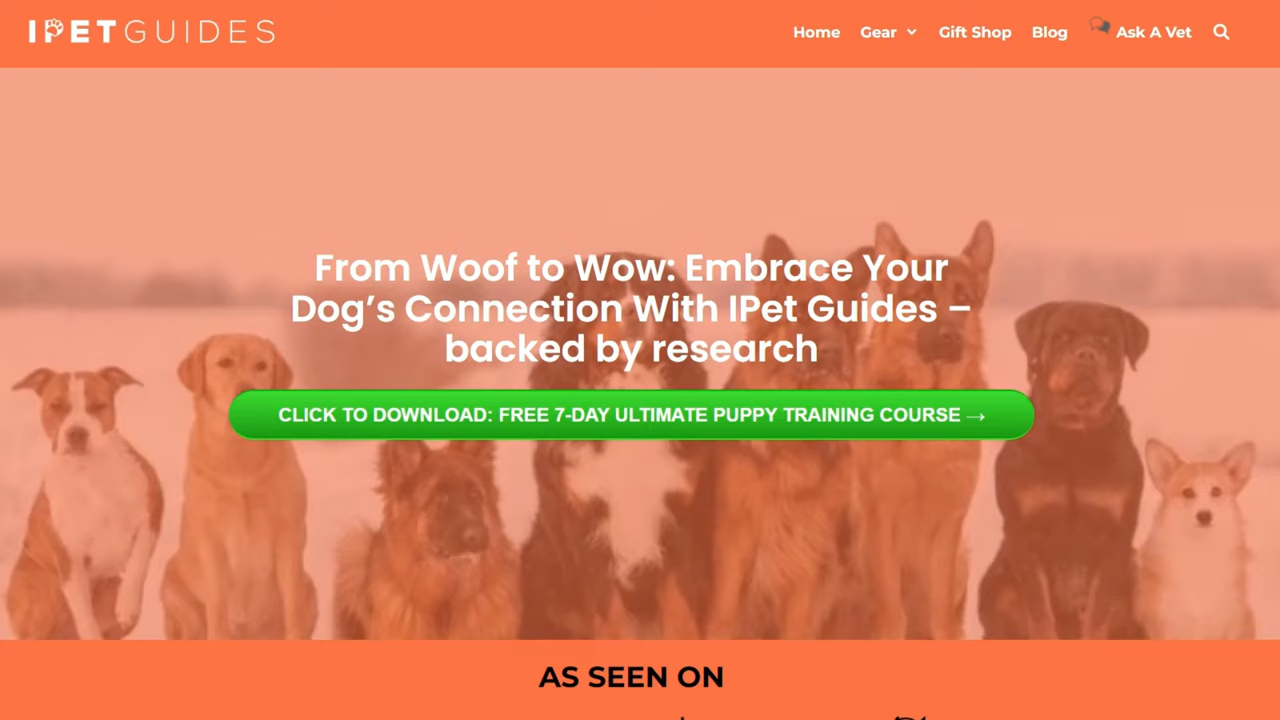 IPETGUIDES
Home Gear Gift Shop Blog Ask A Vet
From Woof to Wow: Embrace Your
Dog’s Connection With IPet Guides –
backed by research
CLICK TO DOWNLOAD: FREE 7-DAY ULTIMATE PUPPY TRAINING COURSE →
AS SEEN ON